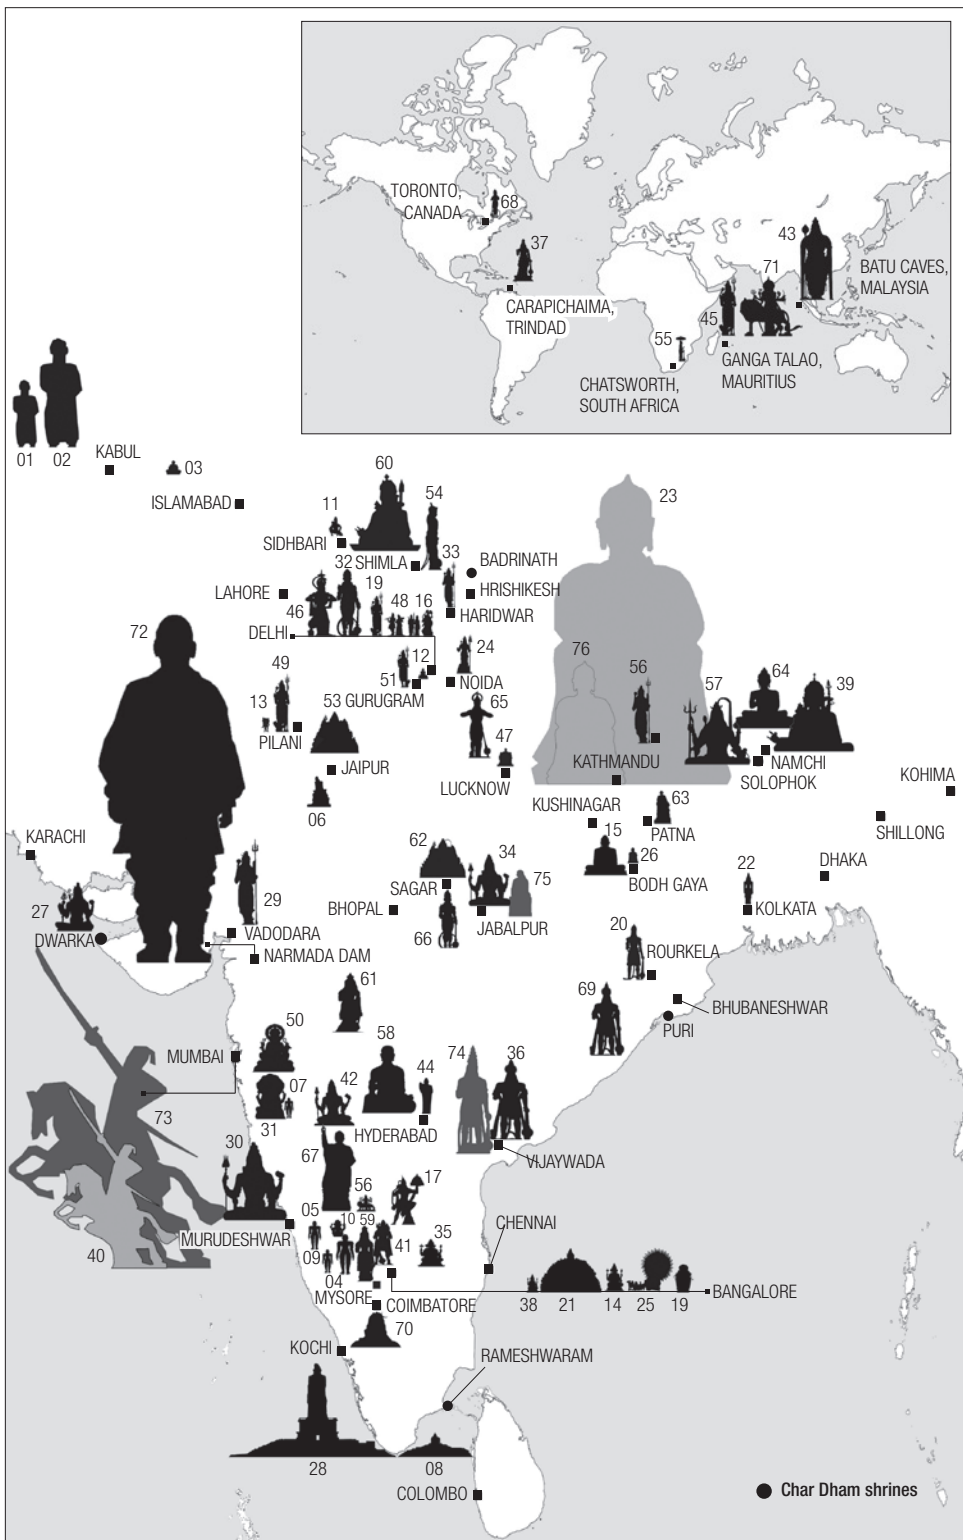 TORONTO,
CANADA
68
37
CARAPICHAIMA,
TRINDAD
43
71
BATU CAVES,
MALAYSIA
45
GANGA TALAO,
MAURITIUS
55
CHATSWORTH,
SOUTH AFRICA
01
02
KABUL
03
ISLAMABAD
60
54
11
SIDHBARI
SHIMLA
33
BADRINATH
HRISHIKESH
HARIDWAR
LAHORE
32
19
48
16
46
DELHI
23
72
12
24
51
GURUGRAM
NOIDA
49
13
PILANI
53
JAIPUR
06
65
47
LUCKNOW
76
56
KATHMANDU
57
64
39
NAMCHI
SOLOPHOK
KOHIMA
KUSHINAGAR
63
PATNA
SHILLONG
KARACHI
15
26
BODH GAYA
DHAKA
22
KOLKATA
62
SAGAR
34
75
JABALPUR
BHOPAL
66
27
DWARKA
29
VADODARA
NARMADA DAM
20
ROURKELA
61
69
BHUBANESHWAR
PURI
50
MUMBAI
58
44
74
36
07
31
42
HYDERABAD
73
VIJAYWADA
30
67
56
17
MURUDESHWAR
05
10
59
41
35
CHENNAI
09
04
40
MYSORE
COIMBATORE
38
21
14
25
19
BANGALORE
70
KOCHI
RAMESHWARAM
28
08
COLOMBO
Char Dham shrines